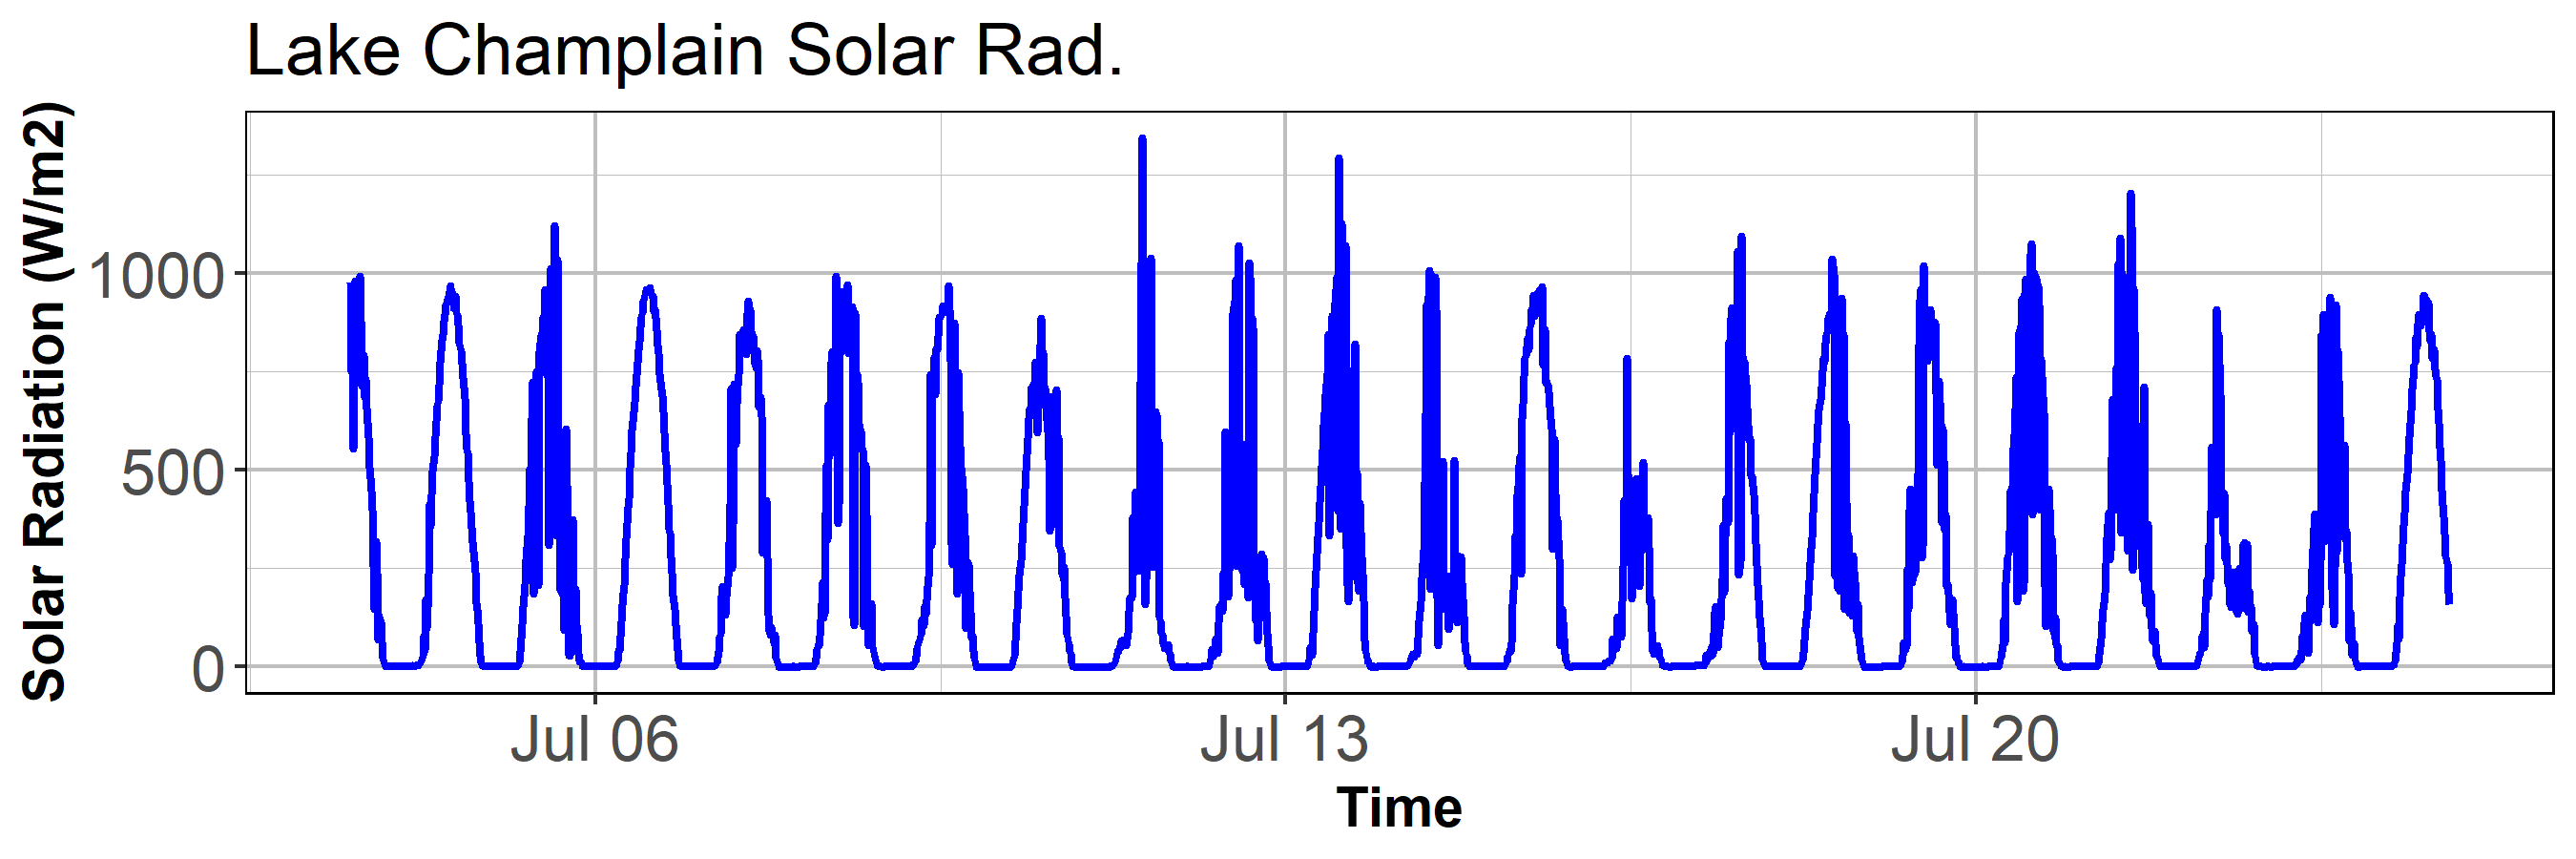 Lake Champlain Solar Rad.
Solar Radiation (W/m2)
1000
500
0
Jul 06 Jul 13 Jul 20
Time